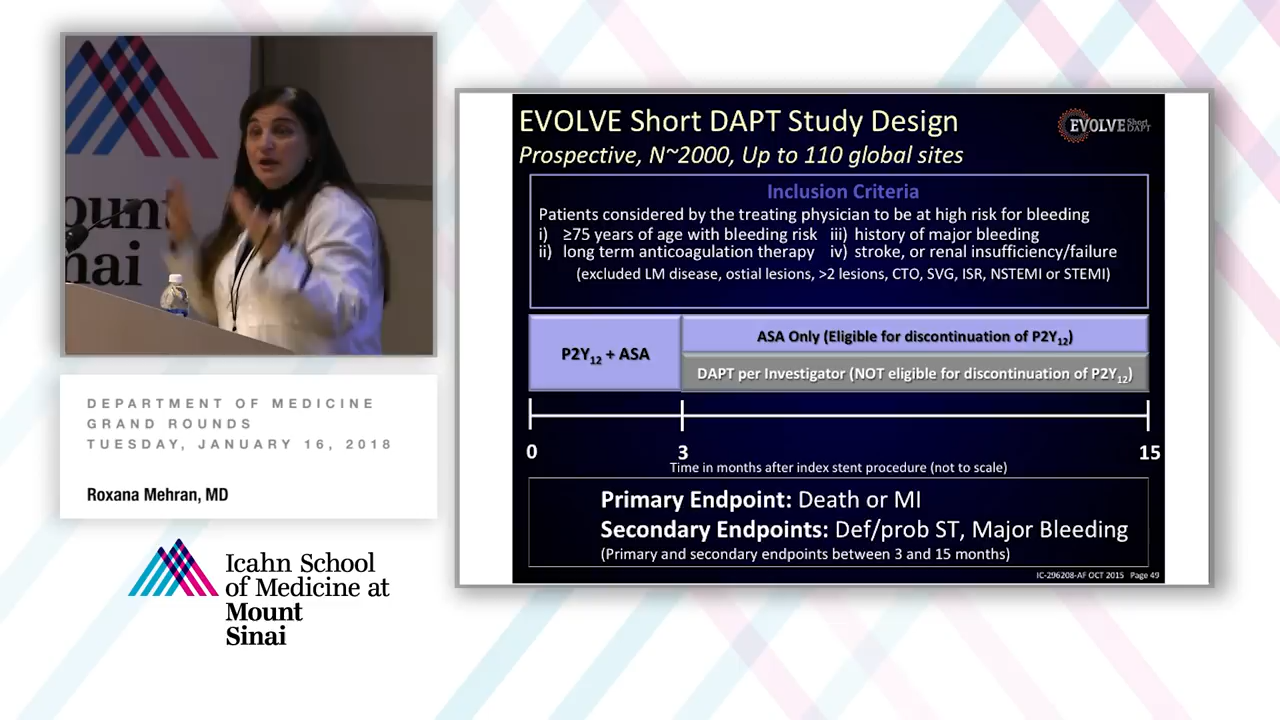 ount
nai
DEPARTMENT OF MEDICINE
GRAND ROUNDS
TUESDAY, JANUARY 16, 2018
Roxana Mehran, MD
Icahn School
of Medicine at
Mount
Sinai
EVOLVE Short DAPT Study Design
EVOLVE Short DAPT
Prospective, N~2000, Up to 110 global sites
Inclusion Criteria
Patients considered by the treating physician to be at high risk for bleeding
i) ≥75 years of age with bleeding risk iii) history of major bleeding
ii) long term anticoagulation therapy iv) stroke, or renal insufficiency/failure
(excluded LM disease, ostial lesions, >2 lesions, CTO, SVG, ISR, NSTEMI or STEMI)
P2Y12 + ASA
ASA Only (Eligible for discontinuation of P2Y12)
DAPT per Investigator (NOT eligible for discontinuation of P2Y12)
0 3 15
Time in months after index stent procedure (not to scale)
Primary Endpoint: Death or MI
Secondary Endpoints: Def/prob ST, Major Bleeding
(Primary and secondary endpoints between 3 and 15 months)
IC-296208-AF OCT 2015 Page 49